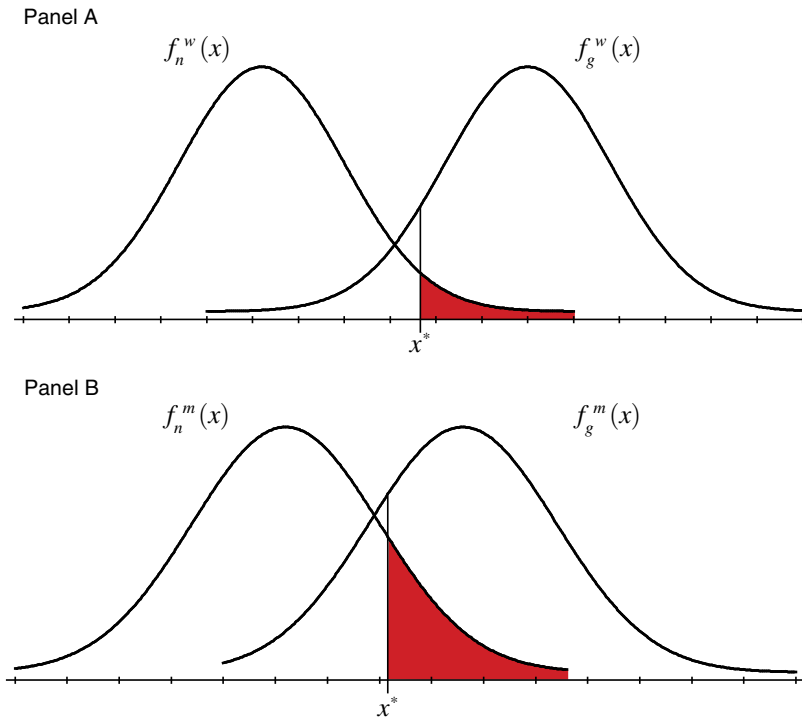 Panel A
f_n^w(x) f_g^w(x)
x*
Panel B
f_n^m(x) f_g^m(x)
x*